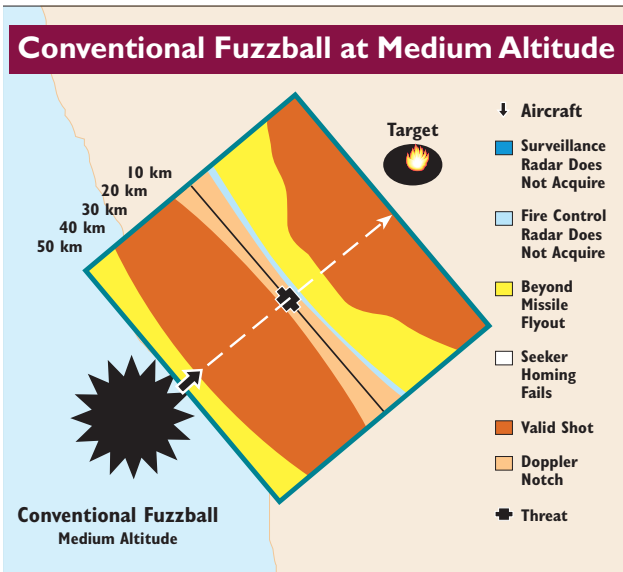 Conventional Fuzzball at Medium Altitude
Target
10 km
20 km
30 km
40 km
50 km
Aircraft
Surveillance
Radar Does
Not Acquire
Fire Control
Radar Does
Not Acquire
Beyond
Missile
Flyout
Seeker
Homing
Fails
Valid Shot
Doppler
Notch
Threat
Conventional Fuzzball
Medium Altitude